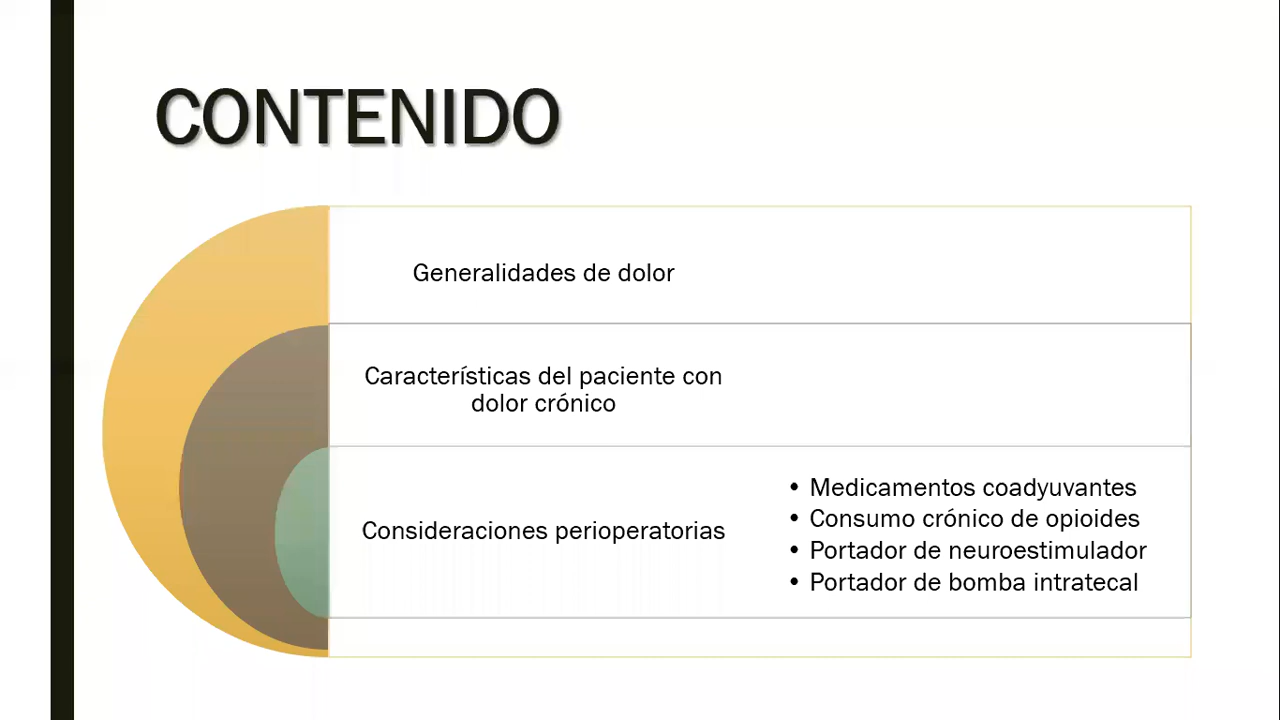 CONTENIDO
Generalidades de dolor
Características del paciente con
dolor crónico
Consideraciones perioperatorias
• Medicamentos coadyuvantes
• Consumo crónico de opioides
• Portador de neuroestimulador
• Portador de bomba intratecal